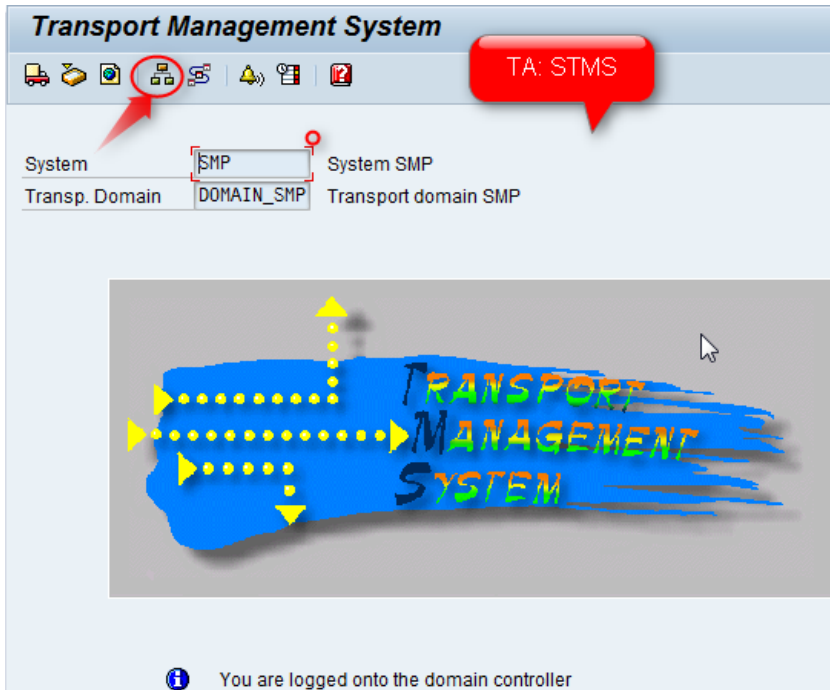 Transport Management System
TA: STMS
System SMP System SMP
Transp. Domain DOMAIN_SMP Transport domain SMP
TRANSPORT
MANAGEMENT
SYSTEM
You are logged onto the domain controller